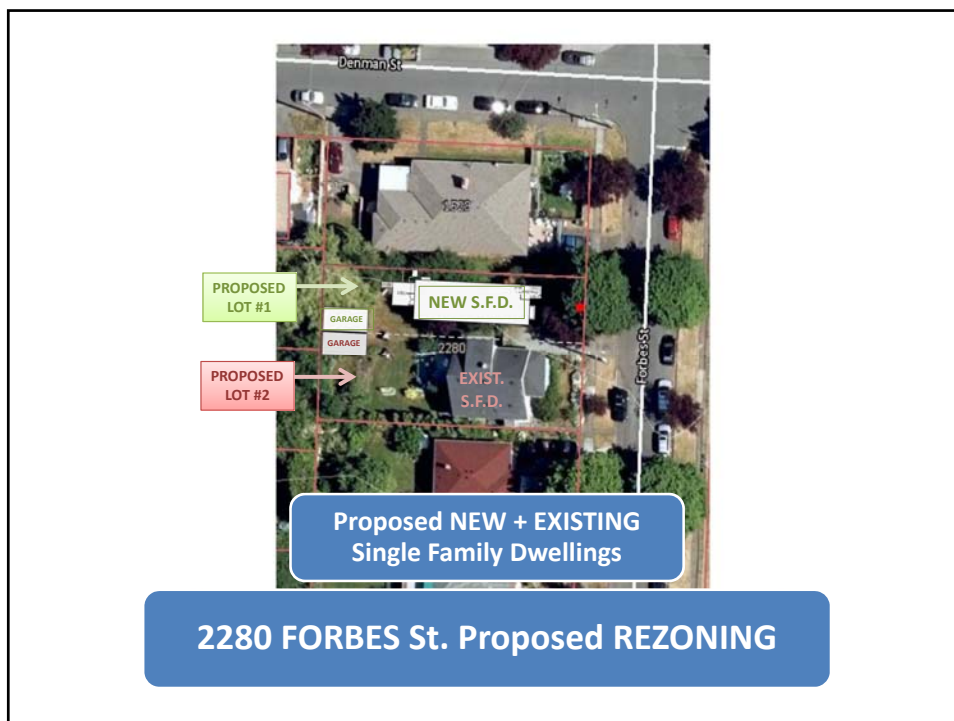 Denman St
PROPOSED
LOT #1
NEW S.F.D.
GARAGE
GARAGE
2280
Forbes St
PROPOSED
LOT #2
EXIST.
S.F.D.
Proposed NEW + EXISTING
Single Family Dwellings
2280 FORBES St. Proposed REZONING